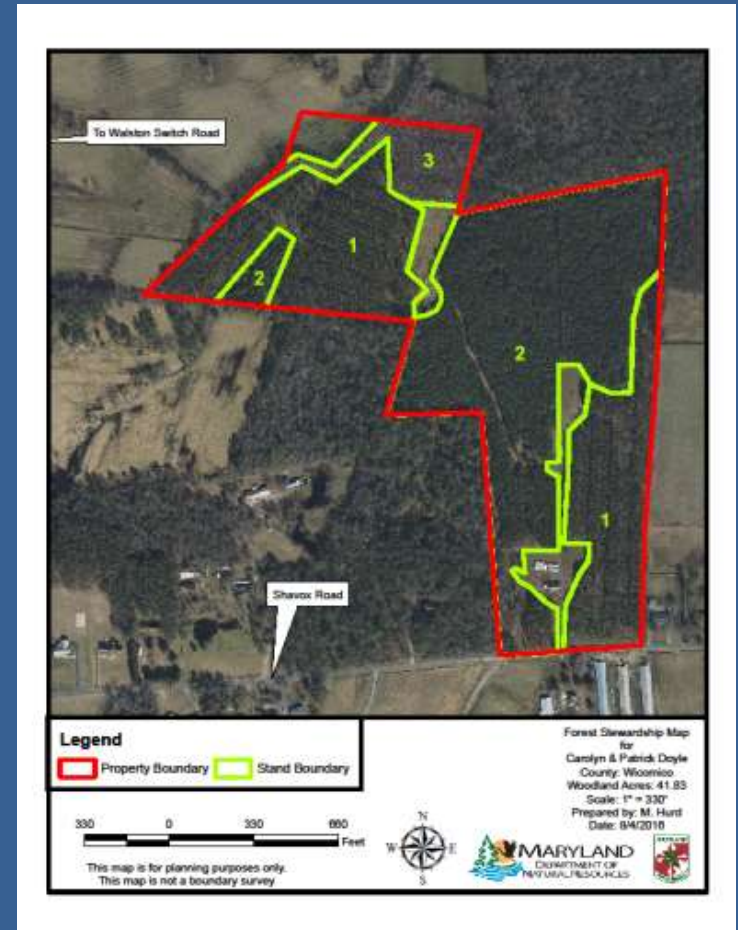 To Walston Switch Road
3
1
2
2
1
Shavox Road
Legend
Property Boundary
Stand Boundary
Forest Stewardship Map
for
Carolyn & Patrick Doyle
County: Wicomico
Woodland Acres: 41.83
Scale: 1" = 330'
Prepared by: M. Hurd
Date: 9/4/2018
330 0 330 660
Feet
This map is for planning purposes only.
This map is not a boundary survey
N
W E
S
MARYLAND
DEPARTMENT OF
NATURAL RESOURCES